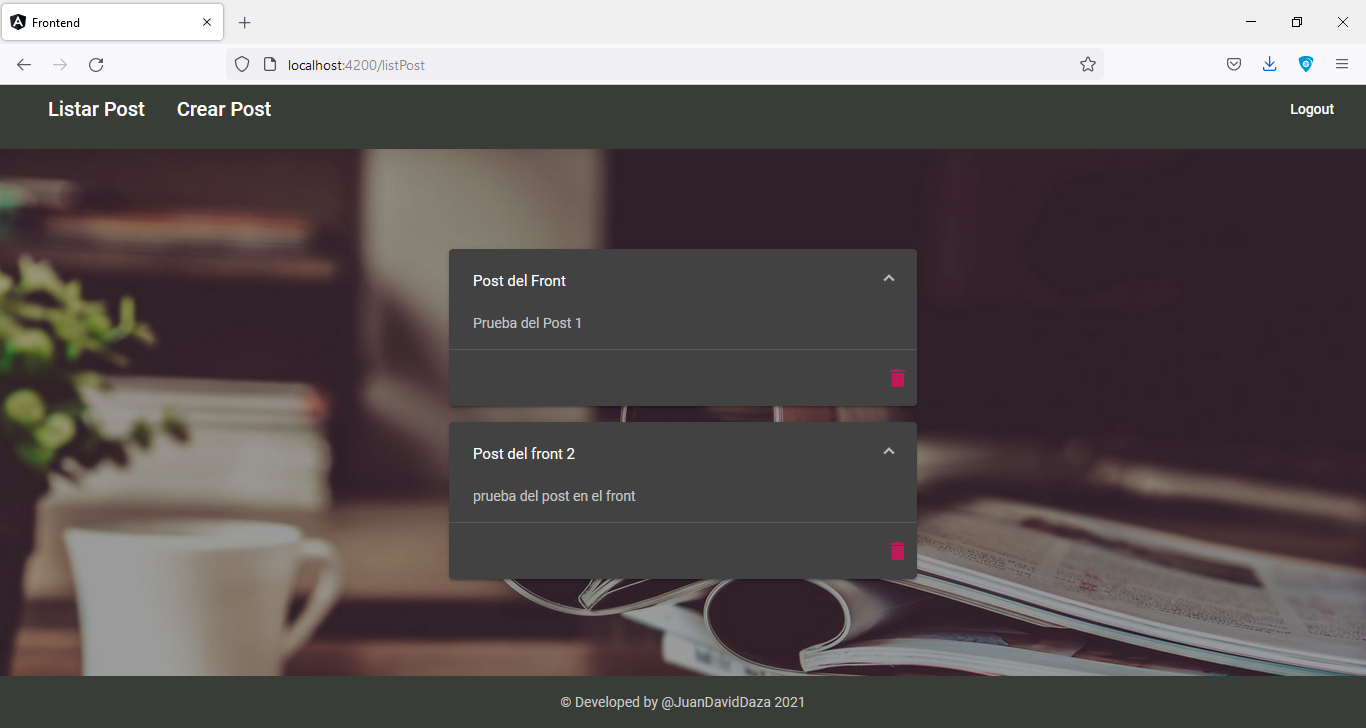 Frontend
localhost:4200/listPost
Listar Post Crear Post Logout
Post del Front
Prueba del Post 1
Post del front 2
prueba del post en el front
© Developed by @JuanDavidDaza 2021